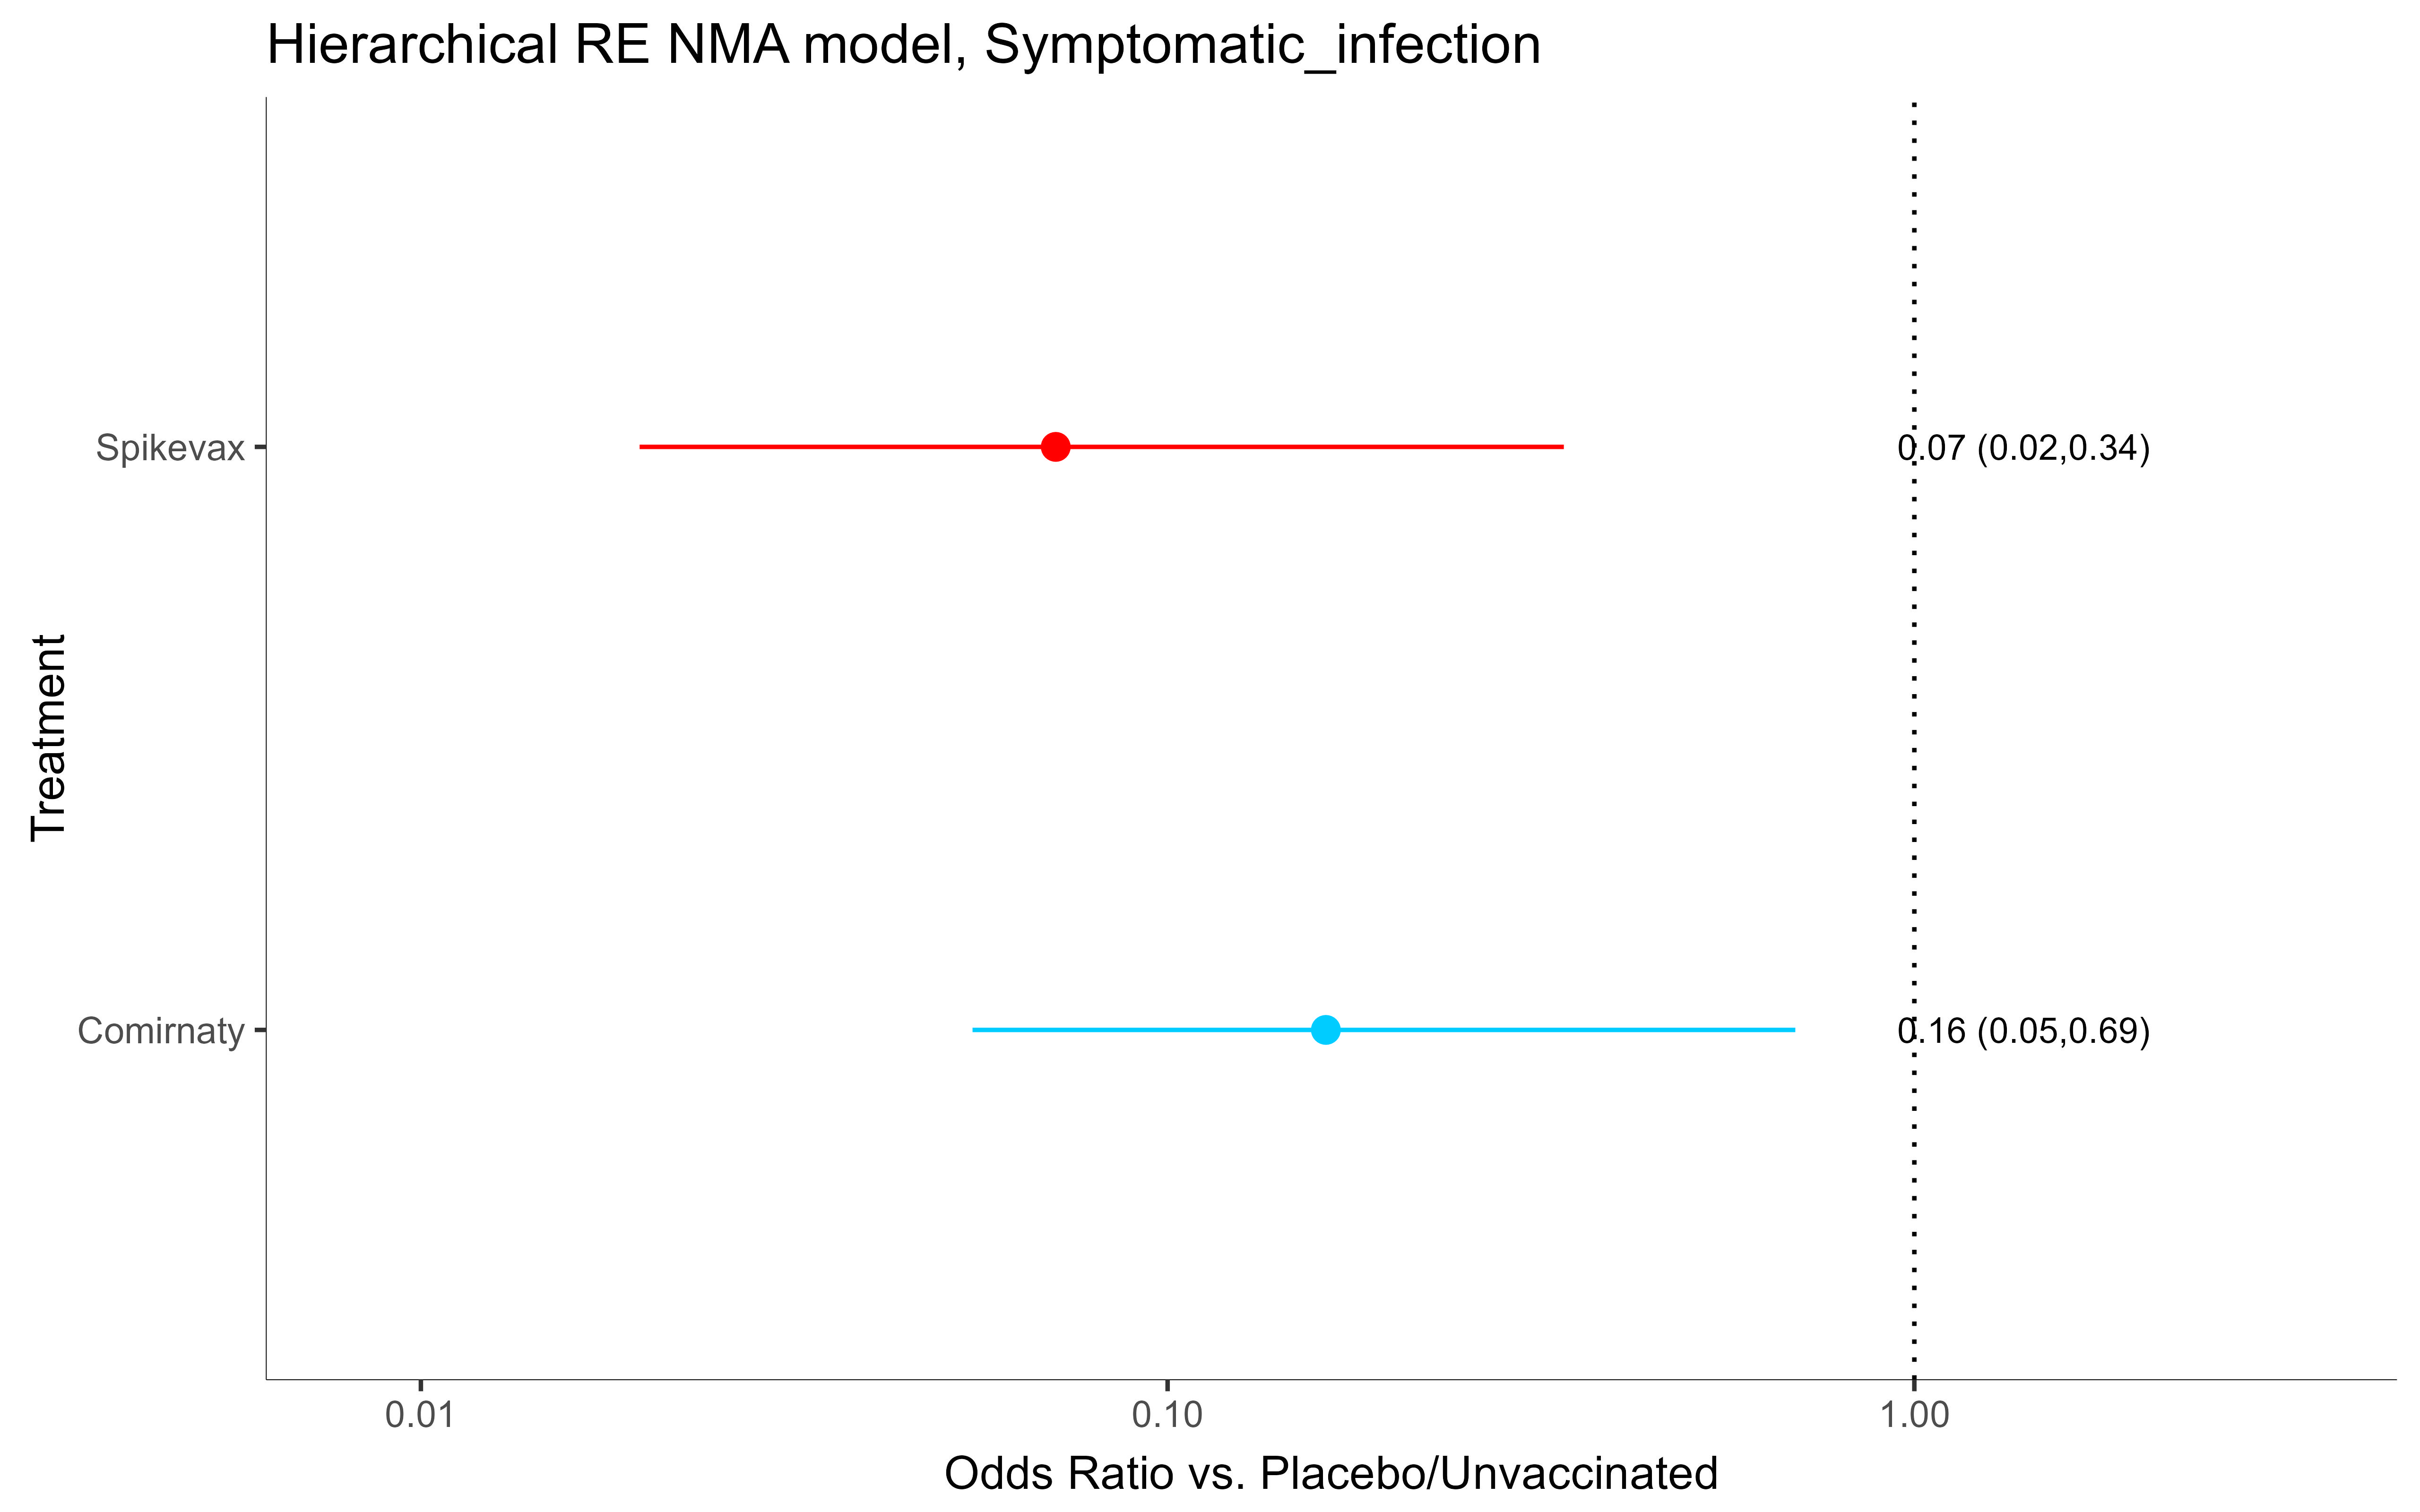 Hierarchical RE NMA model, Symptomatic_infection
Treatment
Spikevax
0.07 (0.02,0.34)
Comirnaty
0.16 (0.05,0.69)
0.01
0.10
1.00
Odds Ratio vs. Placebo/Unvaccinated